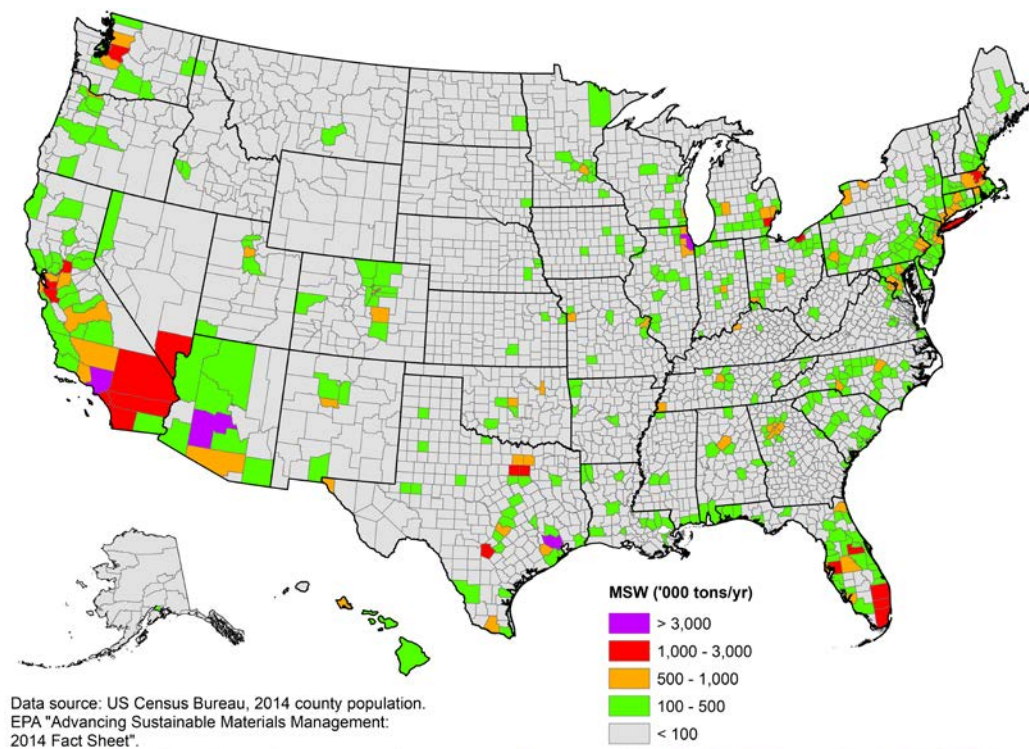 MSW ('000 tons/yr)
> 3,000
1,000 - 3,000
500 - 1,000
100 - 500
< 100
Data source: US Census Bureau, 2014 county population.
EPA "Advancing Sustainable Materials Management:
2014 Fact Sheet".